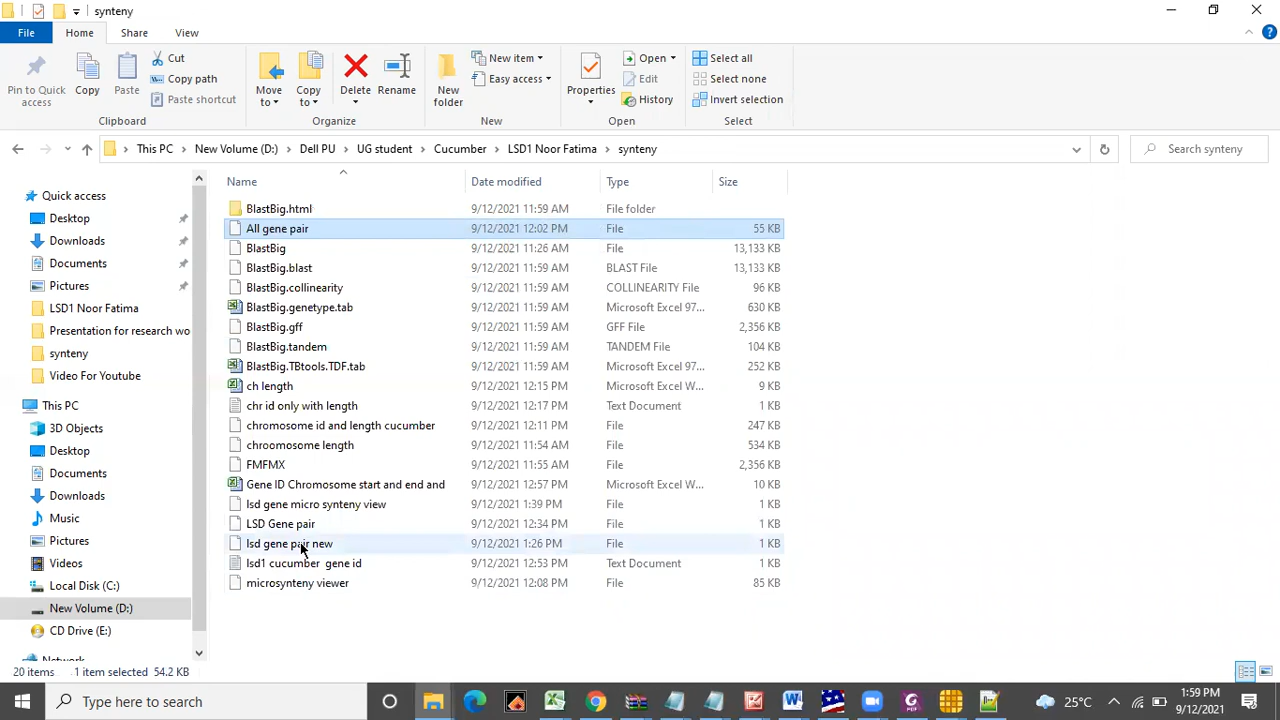 synteny
File Home Share View
Pin to Quick access Copy Paste Cut Copy path Paste shortcut Move to Copy to Delete Rename New folder New item Easy access Properties Open Edit History Select all Select none Invert selection
Clipboard Organize New Open Select
This PC New Volume (D:) Dell PU UG student Cucumber LSD1 Noor Fatima synteny Search synteny
Name Date modified Type Size
BlastBig.html 9/12/2021 11:59 AM File folder
All gene pair 9/12/2021 12:02 PM File 55 KB
BlastBig 9/12/2021 11:26 AM File 13,133 KB
BlastBig.blast 9/12/2021 11:59 AM BLAST File 13,133 KB
BlastBig.collinearity 9/12/2021 11:59 AM COLLINEARITY File 96 KB
BlastBig.genetype.tab 9/12/2021 11:59 AM Microsoft Excel 97... 630 KB
BlastBig.gff 9/12/2021 11:59 AM GFF File 2,356 KB
BlastBig.tandem 9/12/2021 11:59 AM TANDEM File 104 KB
BlastBig.TBtools.TDF.tab 9/12/2021 11:59 AM Microsoft Excel 97... 252 KB
ch length 9/12/2021 12:15 PM Microsoft Excel W... 9 KB
chr id only with length 9/12/2021 12:17 PM Text Document 1 KB
chromosome id and length cucumber 9/12/2021 12:11 PM File 247 KB
chroomosome length 9/12/2021 11:54 AM File 534 KB
FMFMX 9/12/2021 11:55 AM File 2,356 KB
Gene ID Chromosome start and end and 9/12/2021 12:57 PM Microsoft Excel W... 10 KB
lsd gene micro synteny view 9/12/2021 1:39 PM File 1 KB
LSD Gene pair 9/12/2021 12:34 PM File 1 KB
lsd gene pair new 9/12/2021 1:26 PM File 1 KB
lsd1 cucumber gene id 9/12/2021 12:53 PM Text Document 1 KB
microsynteny viewer 9/12/2021 12:08 PM File 85 KB
Quick access
Desktop
Downloads
Documents
Pictures
LSD1 Noor Fatima
Presentation for research wo
synteny
Video For Youtube
This PC
3D Objects
Desktop
Documents
Downloads
Music
Pictures
Videos
Local Disk (C:)
New Volume (D:)
CD Drive (E:)
Network
20 items 1 item selected 54.2 KB
Type here to search 25°C 1:59 PM
9/12/2021